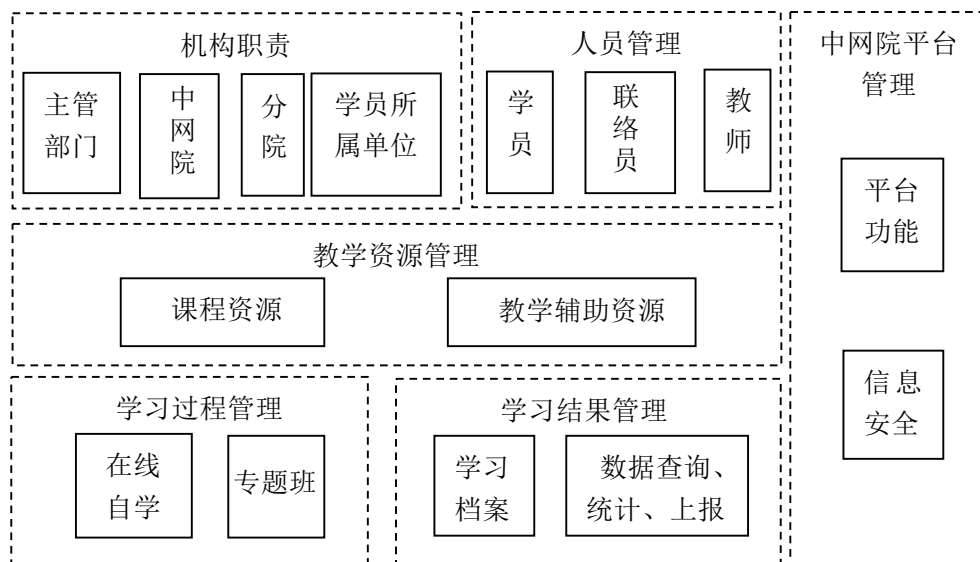 机构职责
主管
部门
中
网
院
分
院
学员所
属单位
人员管理
学
员
联
络
员
教
师
中网院平台
管理
平台
功能
信息
安全
教学资源管理
课程资源
教学辅助资源
学习过程管理
在线
自学
专题班
学习结果管理
学习
档案
数据查询、
统计、上报